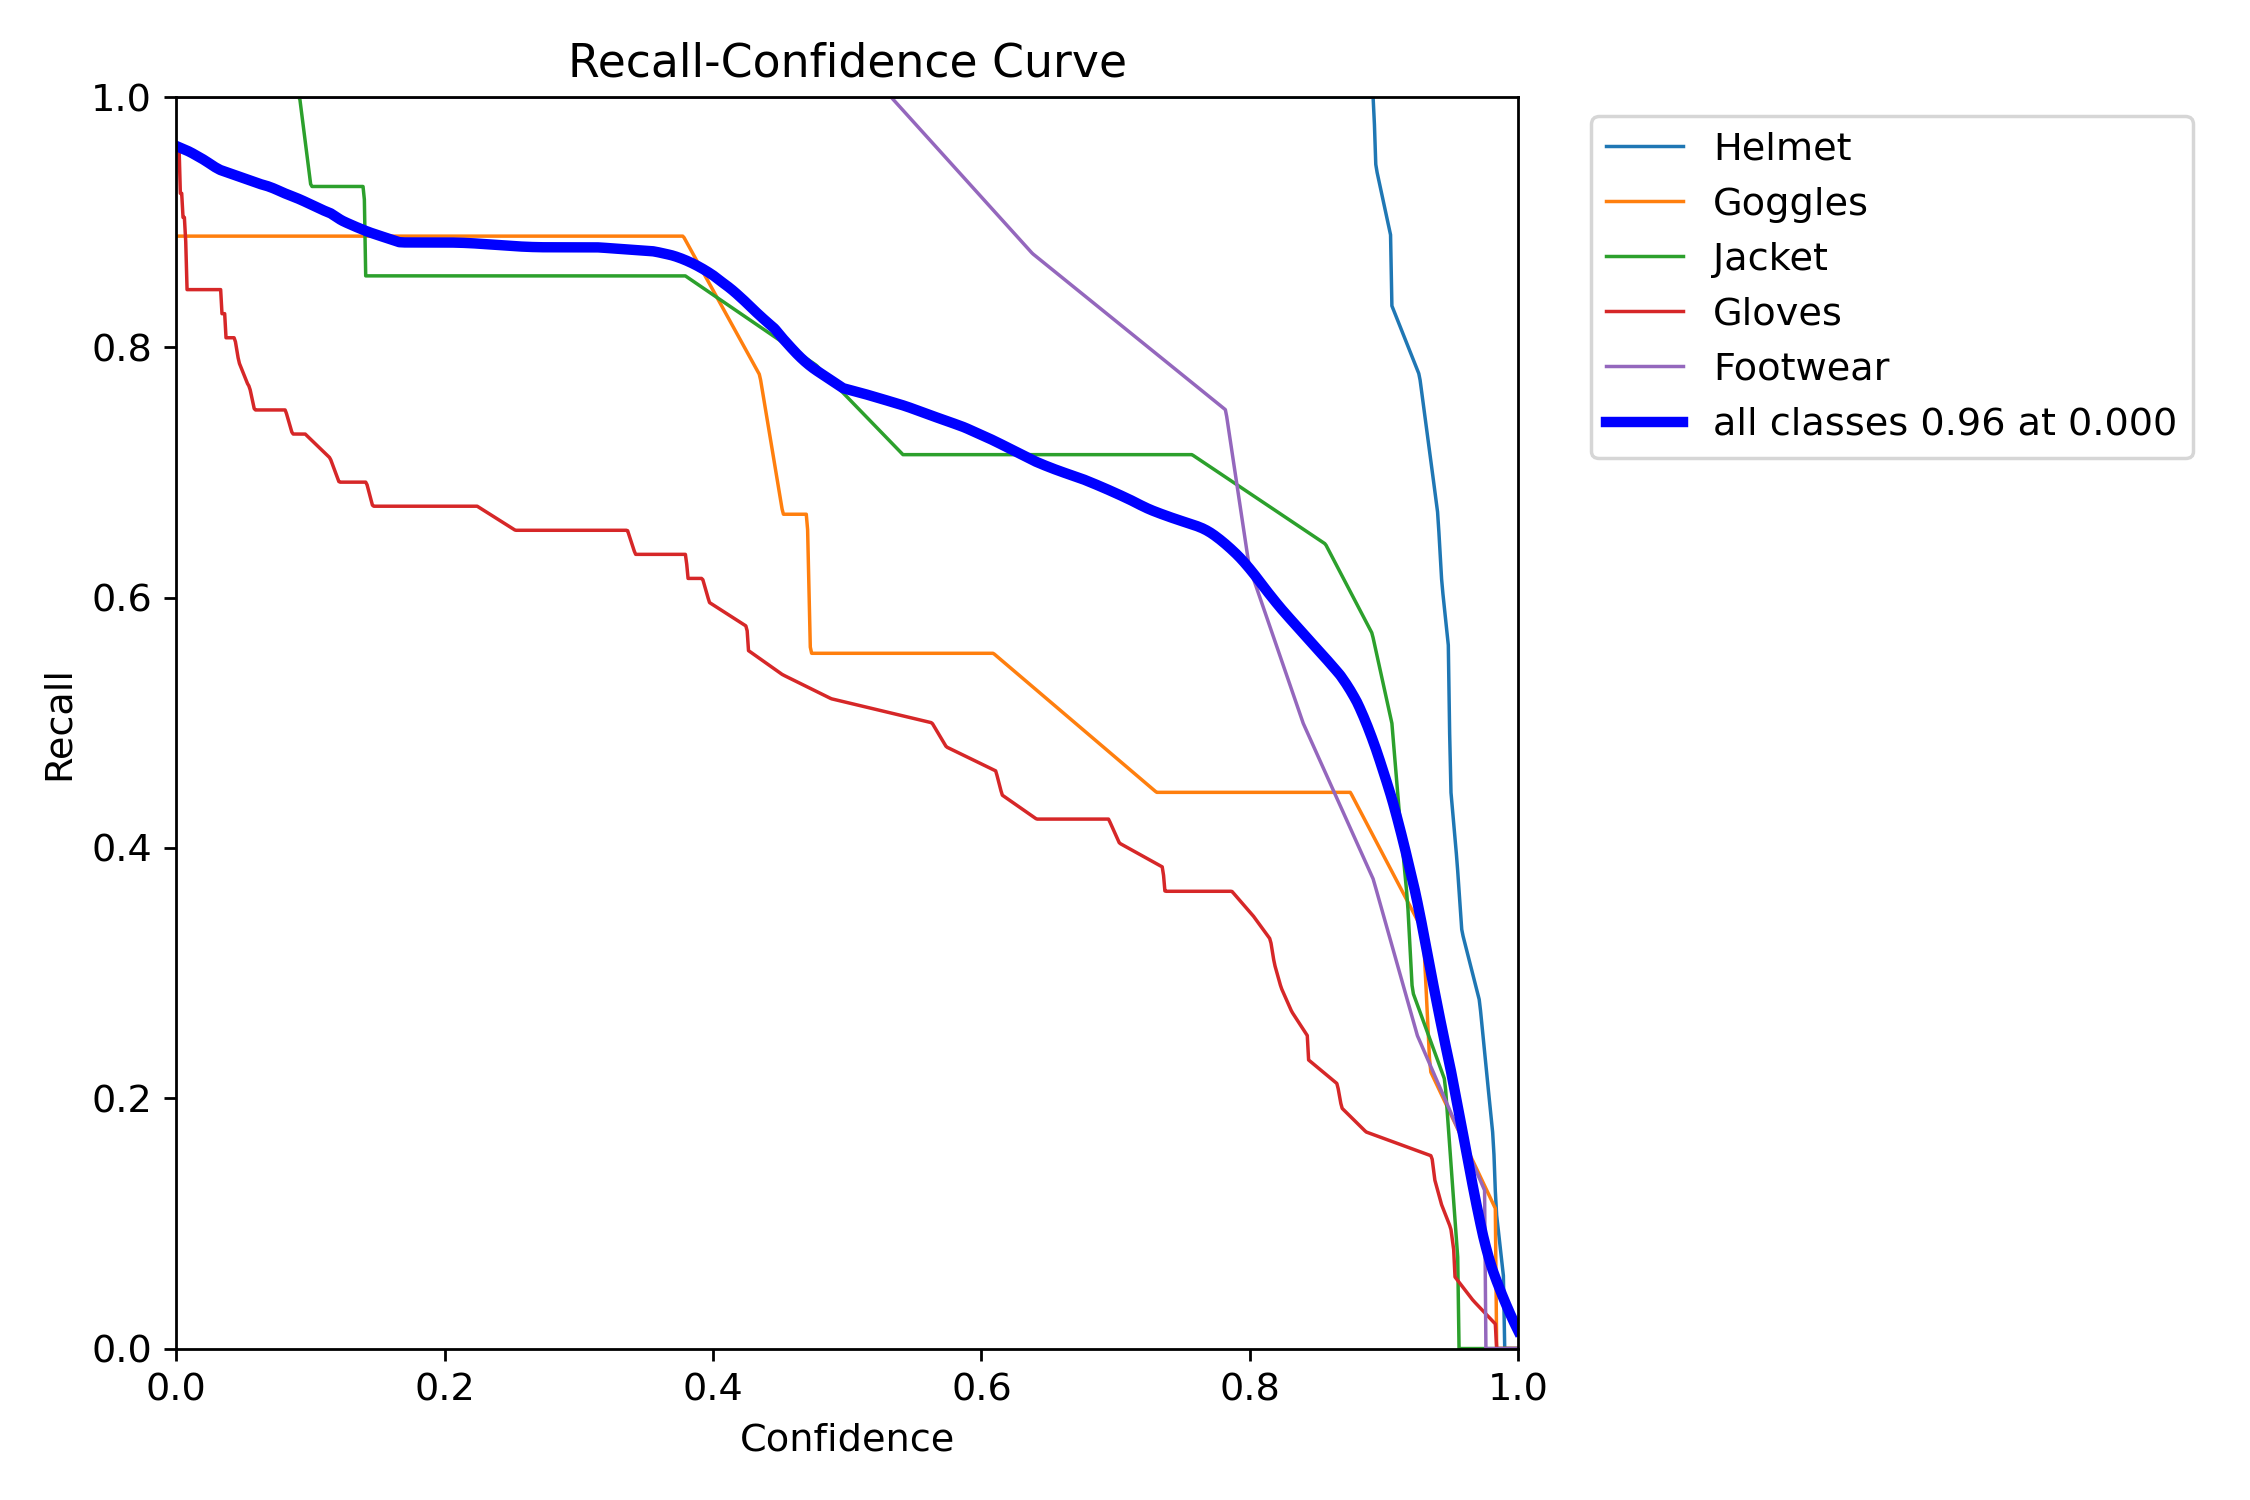 Recall-Confidence Curve
1.0
0.8
0.6
0.4
0.2
0.0
Recall
0.0 0.2 0.4 0.6 0.8 1.0
Confidence
Helmet
Goggles
Jacket
Gloves
Footwear
all classes 0.96 at 0.000